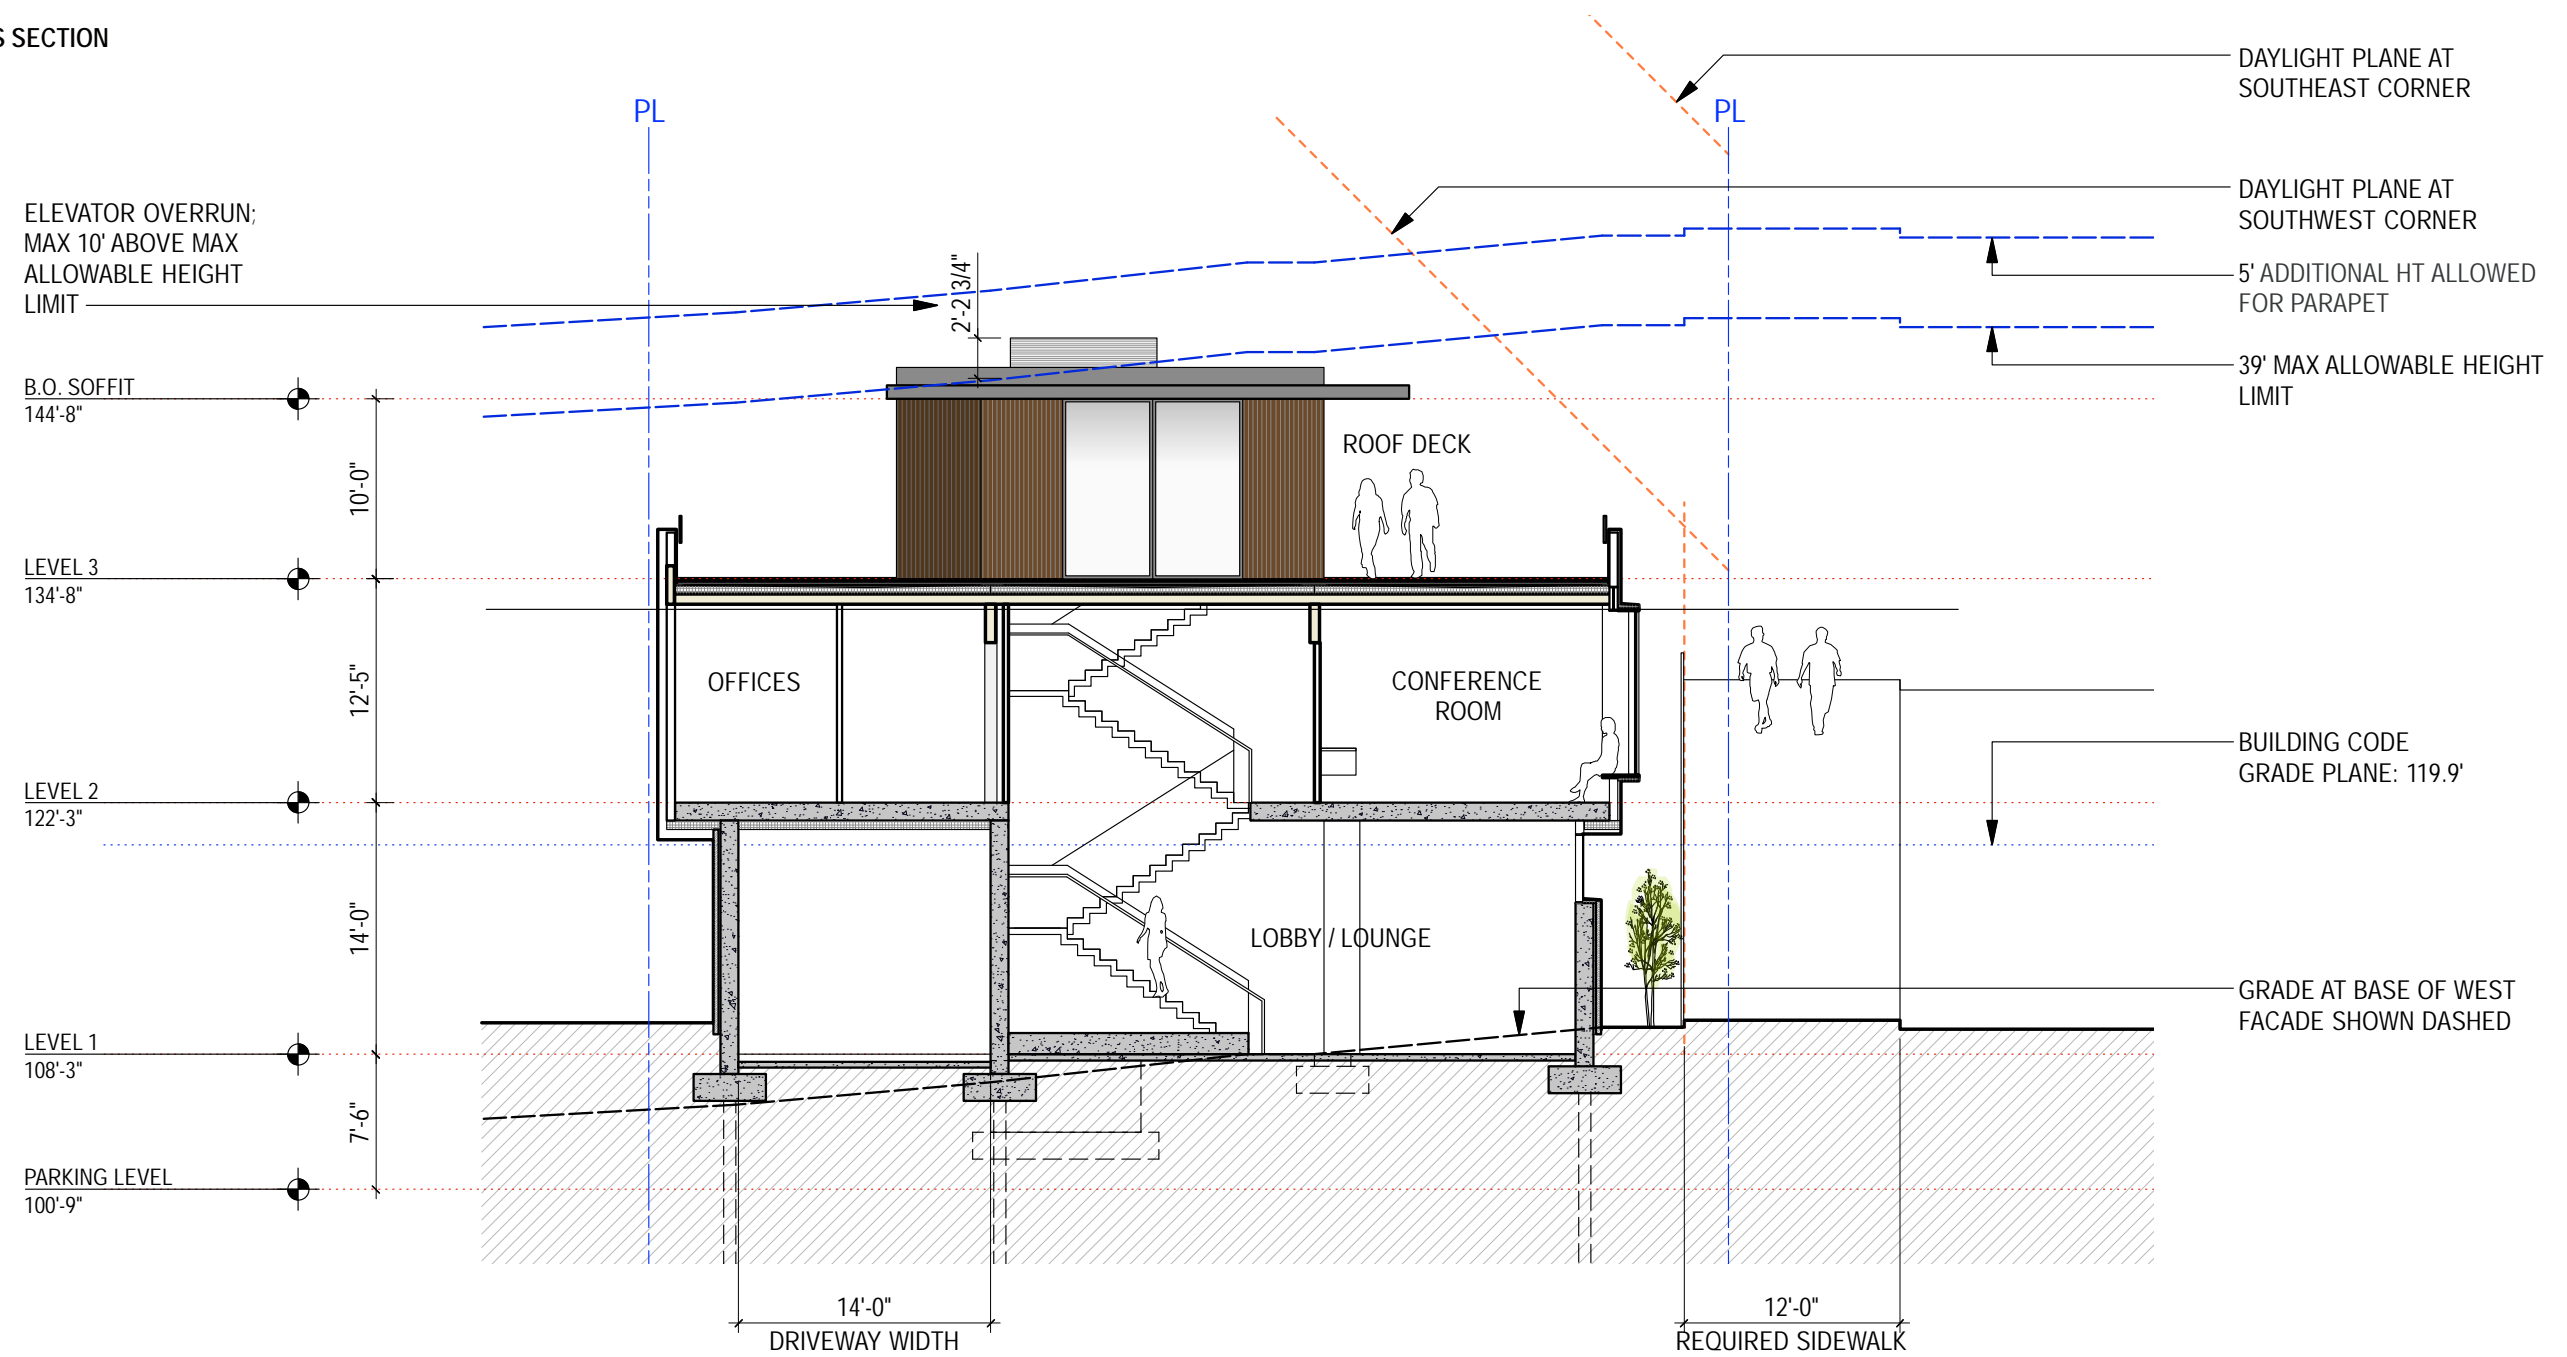 SECTION
PL
PL
DAYLIGHT PLANE AT
SOUTHEAST CORNER
DAYLIGHT PLANE AT
SOUTHWEST CORNER
5' ADDITIONAL HT ALLOWED
FOR PARAPET
39' MAX ALLOWABLE HEIGHT
LIMIT
ELEVATOR OVERRUN;
MAX 10' ABOVE MAX
ALLOWABLE HEIGHT
LIMIT
2'-2 3/4"
B.O. SOFFIT
144'-8"
10'-0"
ROOF DECK
LEVEL 3
134'-8"
12'-5"
OFFICES
CONFERENCE
ROOM
LEVEL 2
122'-3"
BUILDING CODE
GRADE PLANE: 119.9'
14'-0"
LOBBY / LOUNGE
GRADE AT BASE OF WEST
FACADE SHOWN DASHED
LEVEL 1
108'-3"
7'-6"
PARKING LEVEL
100'-9"
14'-0"
DRIVEWAY WIDTH
12'-0"
REQUIRED SIDEWALK